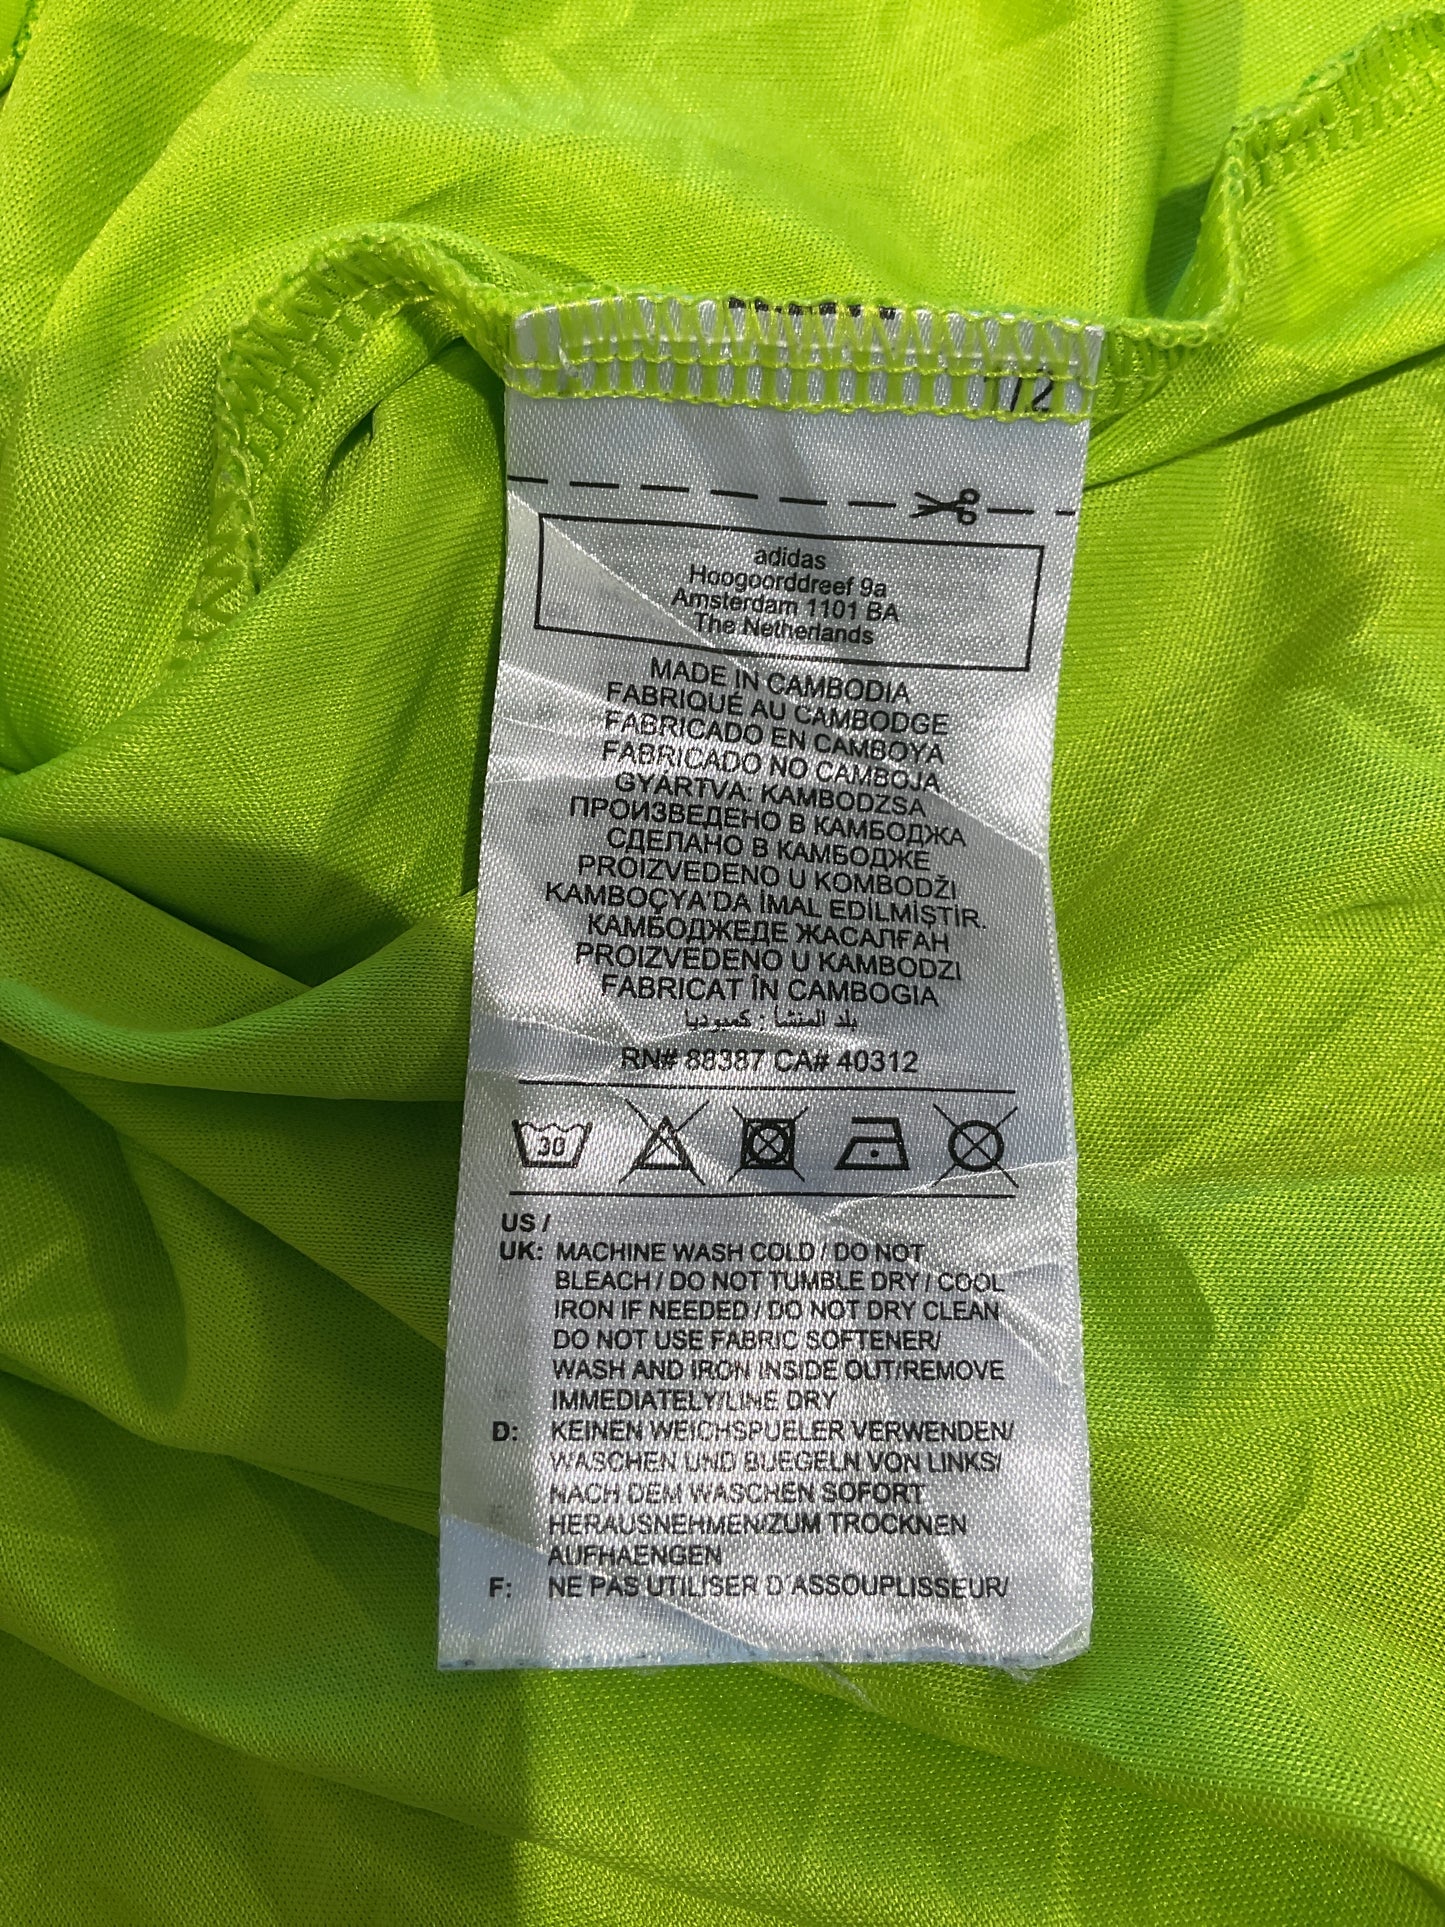 1/2
adidas
Hoogoorddreef 9a
Amsterdam 1101 BA
The Netherlands
MADE IN CAMBODIA
FABRIQUÉ AU CAMBODGE
FABRICADO EN CAMBOYA
FABRICADO NO CAMBOJA
GYÁRTVA: KAMBODZSA
ПРОИЗВЕДЕНО В КАМБОДЖА
СДЕЛАНО В КАМБОДЖЕ
PROIZVEDENO U KOMBODŽI
KAMBOÇYA'DA İMAL EDİLMİŞTİR.
КАМБОДЖЕДЕ ЖАСАЛҒАН
PROIZVEDENO U KAMBODZI
FABRICAT ÎN CAMBOGIA
بلد المنشأ : كمبوديا
RN# 88387 CA# 40312
30
US /
UK: MACHINE WASH COLD / DO NOT
BLEACH / DO NOT TUMBLE DRY / COOL
IRON IF NEEDED / DO NOT DRY CLEAN
DO NOT USE FABRIC SOFTENER/
WASH AND IRON INSIDE OUT/REMOVE
IMMEDIATELY/LINE DRY
D: KEINEN WEICHSPUELER VERWENDEN/
WASCHEN UND BUEGELN VON LINKS/
NACH DEM WASCHEN SOFORT
HERAUSNEHMEN/ZUM TROCKNEN
AUFHAENGEN
F: NE PAS UTILISER D'ASSOUPLISSEUR/